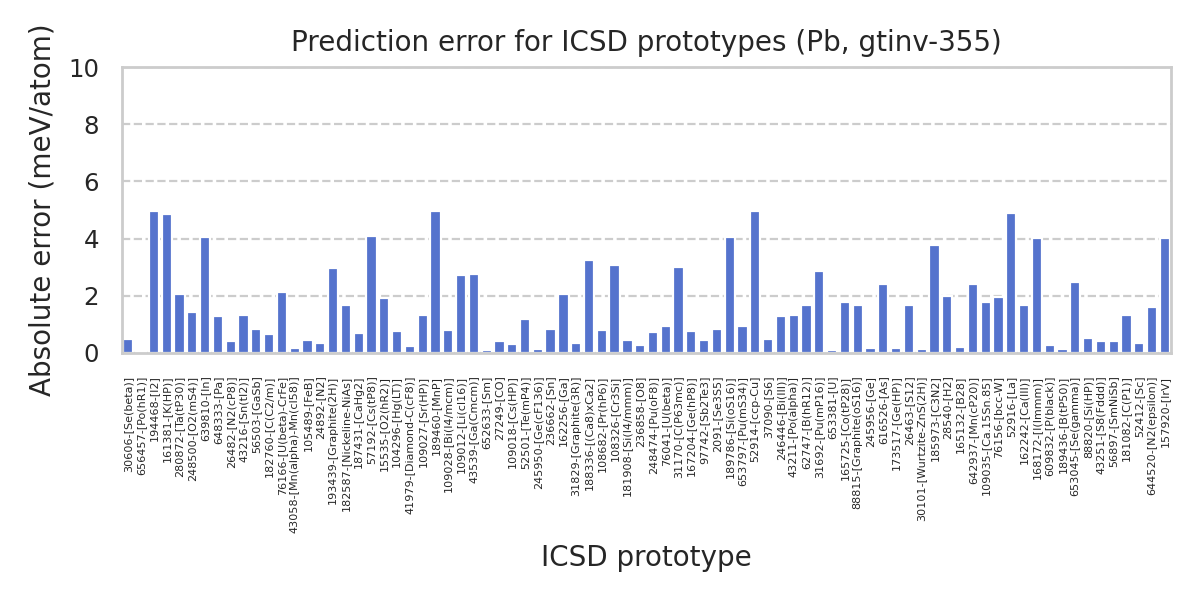 Prediction error for ICSD prototypes (Pb, gtinv-355)
Absolute error (meV/atom)
10
8
6
4
2
0
30606-[Se(beta)]
656457-[Po(hR1)]
194468-[I2]
161381-[K(HP)]
280872-[Ta(tP30)]
248500-[O2(mS4)]
639810-[In]
648333-[Pa]
26482-[N2(cP8)]
43216-[Sn(tI2)]
56503-[GaSb]
182760-[C(C2/m)]
76166-[U(beta)-CrFe]
43058-[Mn(alpha)-Mn(cI58)]
1054899-[FeB]
24892-[N2]
193439-[Graphite(2H)]
182587-[Nickeline-NiAs]
187431-[CaHg2]
57192-[Cs(tP8)]
15535-[O2(hR2)]
104296-[Hg(LT)]
41979-[Diamond-C(cF8)]
109027-[Sr(HP)]
189460-[MnP]
109028-[Bi(I4/mcm)]
109012-[Li(cI16)]
43539-[Ga(Cmcm)]
652633-[Sm]
27249-[CO]
109018-[Cs(HP)]
52501-[Te(mP4)]
245950-[Ge(cF136)]
236662-[Sn]
162256-[Ga]
31829-[Graphite(3R)]
188336-[(Ca8)xCa2]
108682-[Pr(hP6)]
108326-[Cr3Si]
181908-[Si(I4/mmm)]
236858-[O8]
248474-[Pu(oF8)]
76041-[U(beta)]
31170-[C(P63mc)]
167204-[Ge(hP8)]
97742-[Sb2Te3]
2091-[Se3S5]
189786-[Si(oS16)]
653797-[Pu(mS34)]
52914-[ccp-Cu]
37090-[S6]
246446-[Bi(III)]
43211-[Po(alpha)]
62747-[B(hR12)]
31692-[Pu(mP16)]
653381-[U]
165725-[Co(tP28)]
88815-[Graphite(oS16)]
245956-[Ge]
616526-[As]
173517-[Ge(HP)]
26463-[S12]
30101-[Wurtzite-ZnS(2H)]
185973-[C3N2]
28540-[H2]
165132-[B28]
642937-[Mn(cP20)]
109035-[Ca.15Sn.85]
76156-[bcc-W]
52916-[La]
162242-[Ca(III)]
168172-[I(Immm)]
609832-[P(black)]
189436-[B(tP50)]
653045-[Se(gamma)]
88820-[Si(HP)]
43251-[S8(Fddd)]
56897-[SmNiSb]
181082-[C(P1)]
52412-[Sc]
644520-[N2(epsilon)]
157920-[IrV]
ICSD prototype